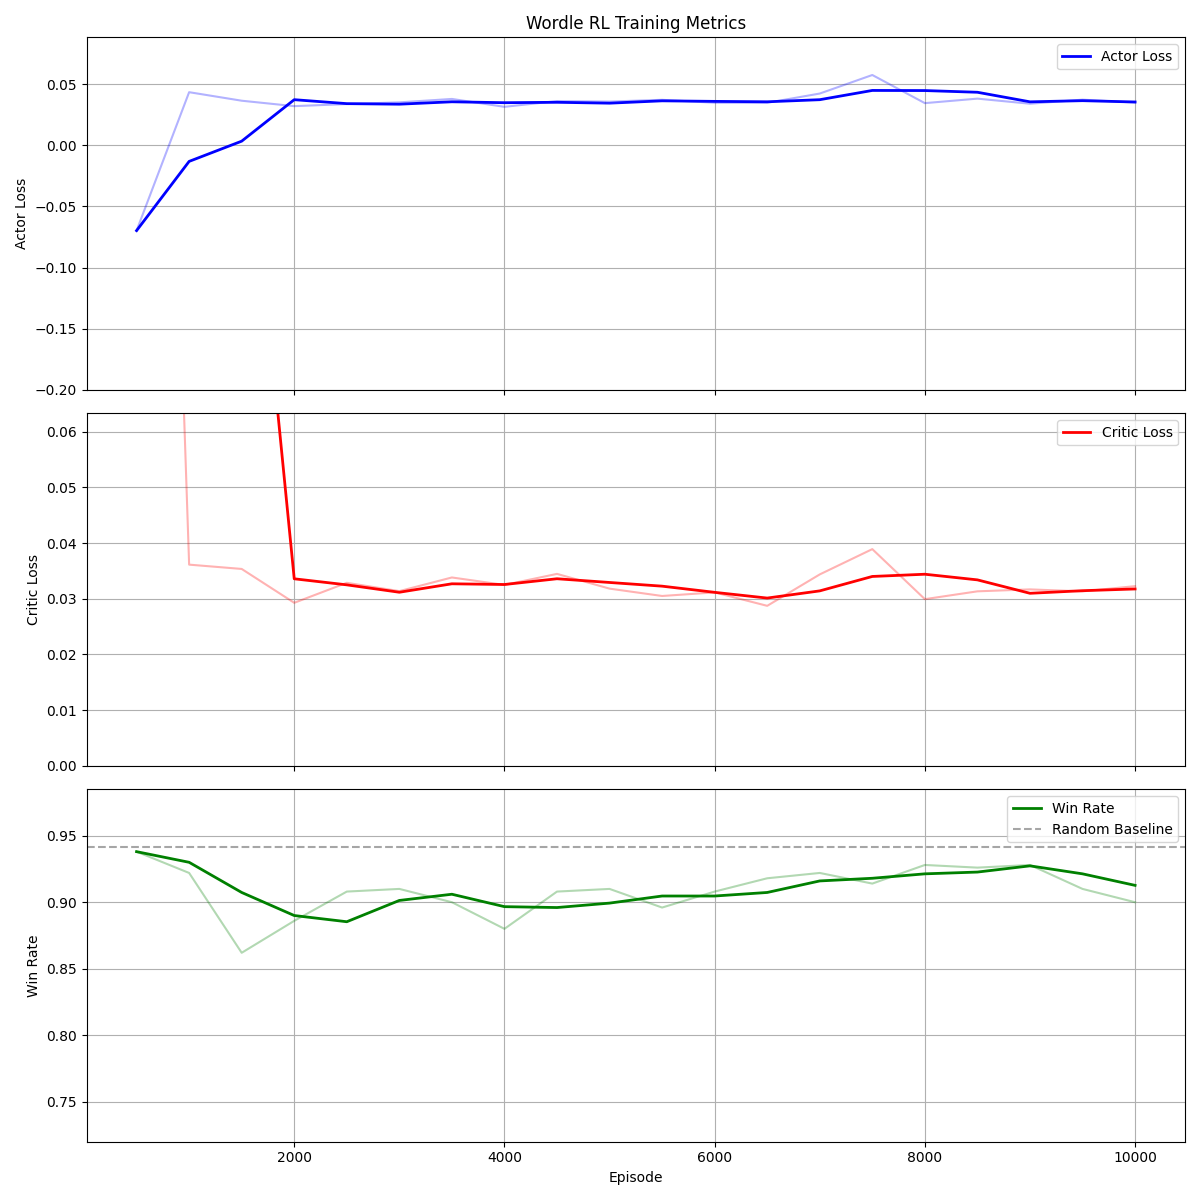 Wordle RL Training Metrics
Actor Loss
0.05
0.00
−0.05
−0.10
−0.15
−0.20
Actor Loss
Critic Loss
0.06
0.05
0.04
0.03
0.02
0.01
0.00
Critic Loss
Win Rate
Random Baseline
0.95
0.90
0.85
0.80
0.75
Win Rate
2000 4000 6000 8000 10000
Episode